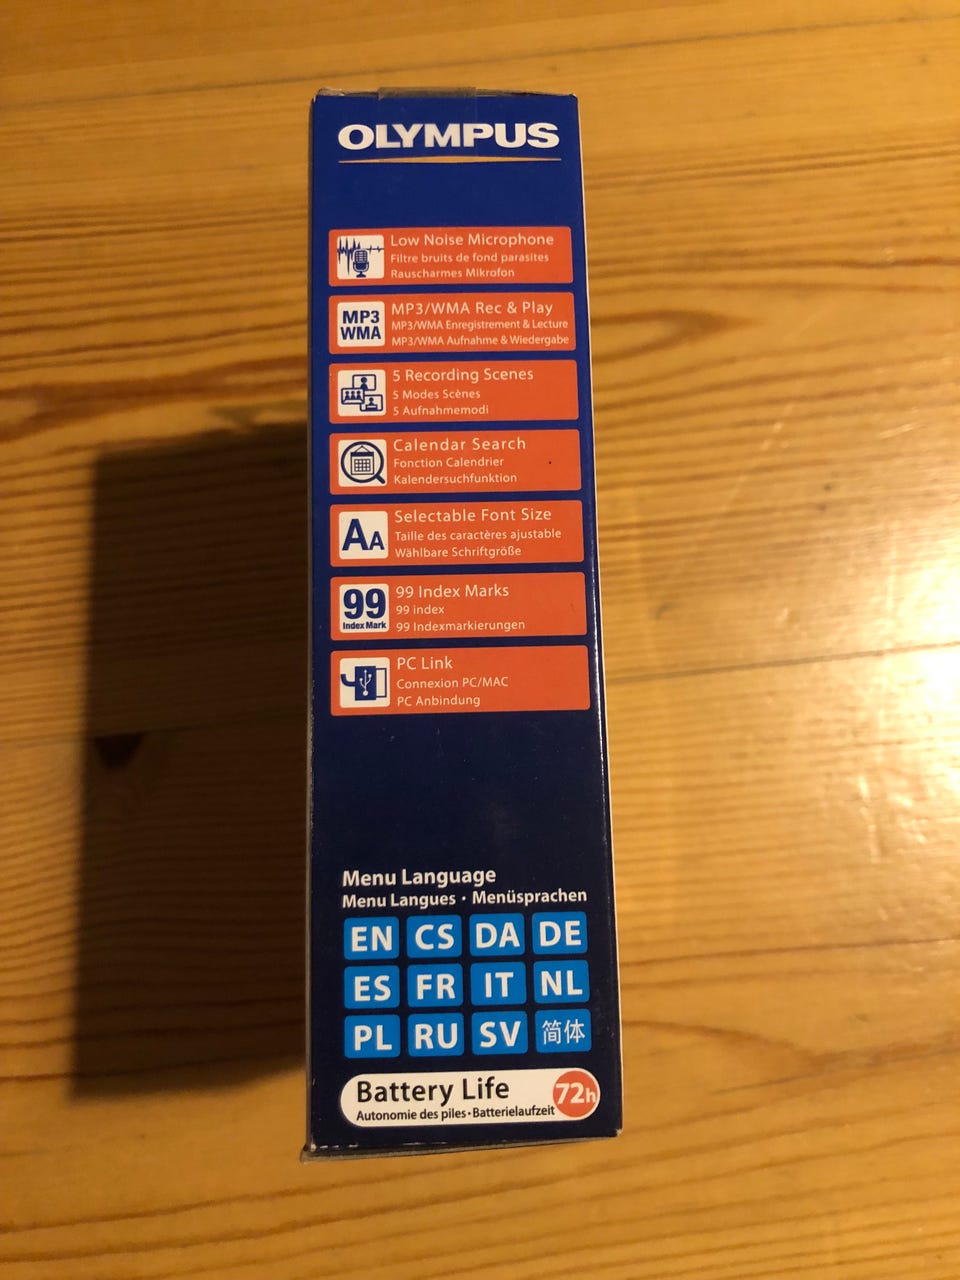 OLYMPUS
Low Noise Microphone
Filtre bruits de fond parasites
Rauscharmes Mikrofon
MP3
WMA
MP3/WMA Rec & Play
MP3/WMA Enregistrement & Lecture
MP3/WMA Aufnahme & Wiedergabe
5 Recording Scenes
5 Modes Scènes
5 Aufnahmemodi
Calendar Search
Fonction Calendrier
Kalendersuchfunktion
AA
Selectable Font Size
Taille des caractères ajustable
Wählbare Schriftgröße
99
Index Mark
99 Index Marks
99 index
99 Indexmarkierungen
PC Link
Connexion PC/MAC
PC Anbindung
Menu Language
Menu Langues • Menüsprachen
EN CS DA DE
ES FR IT NL
PL RU SV 简体
Battery Life 72h
Autonomie des piles • Batterielaufzeit